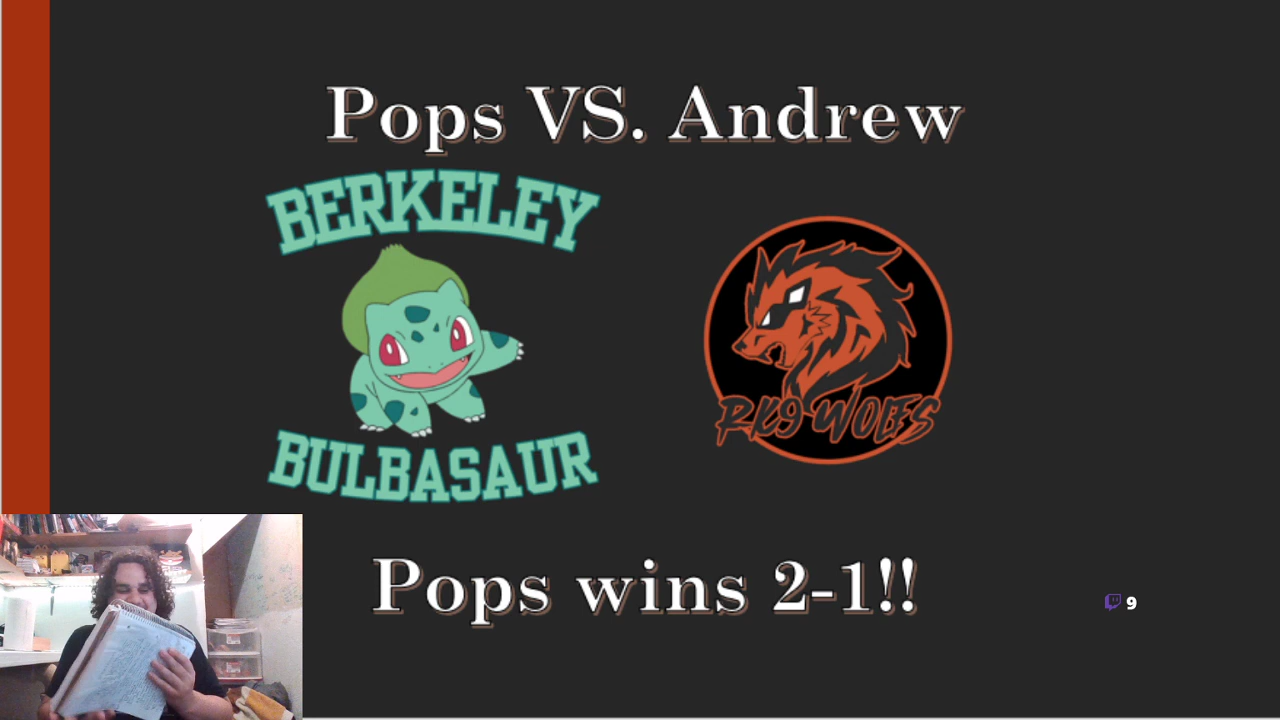 Pops VS. Andrew
BERKELEY
BULBASAUR
RK9 WOLFS
Pops wins 2-1!!
9